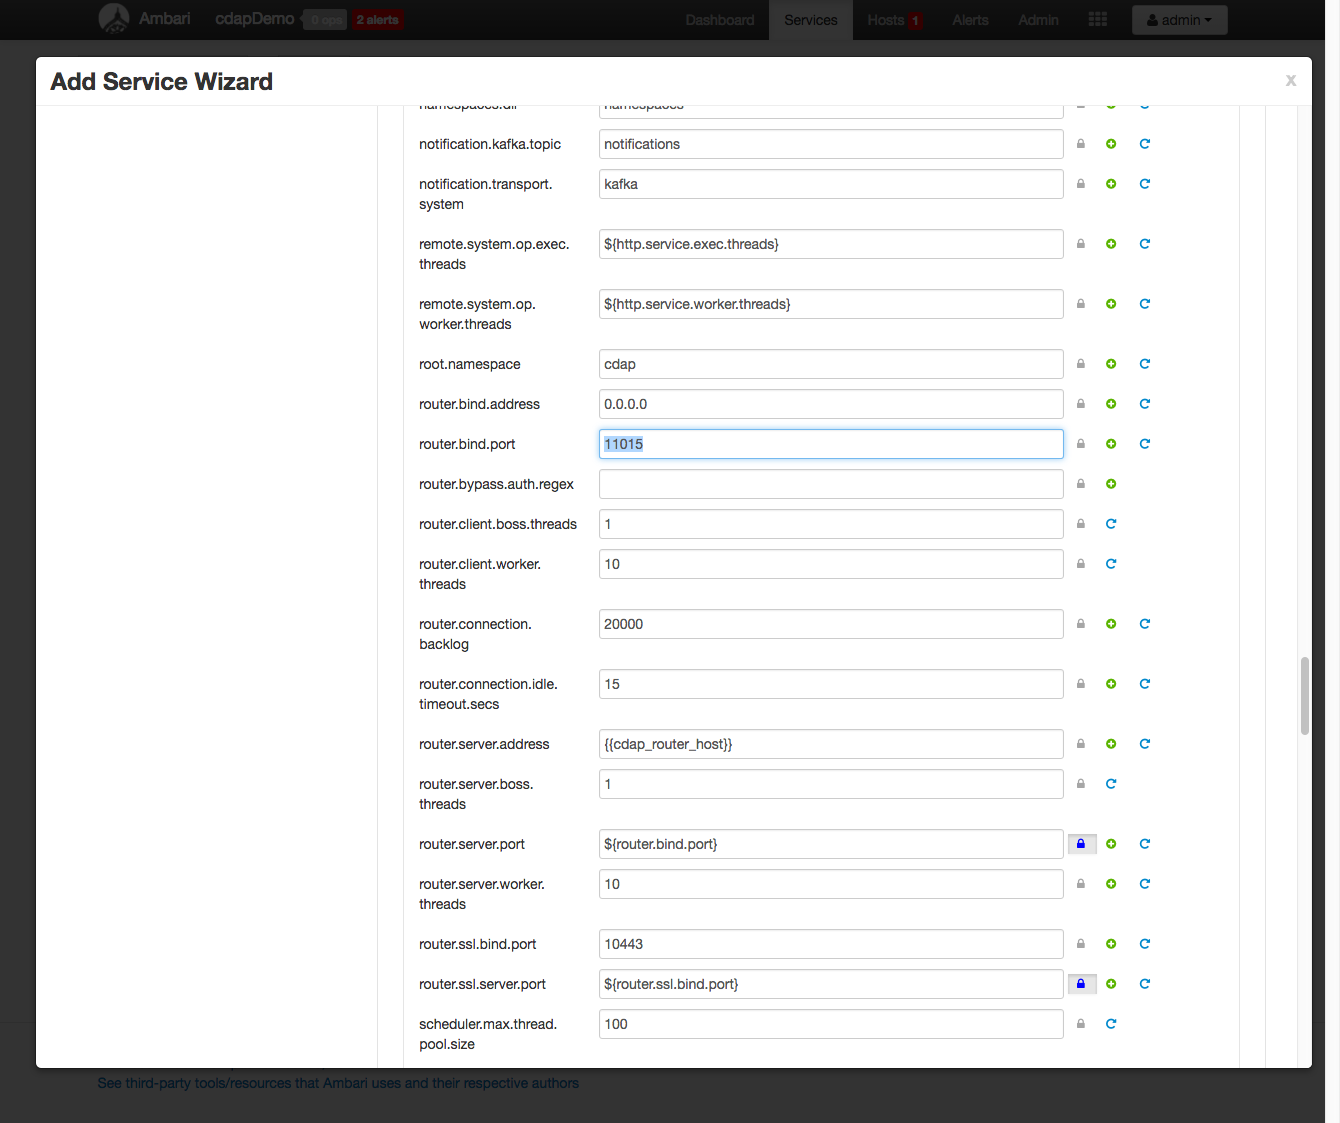 Ambari cdapDemo 0 ops 2 alerts Dashboard Services Hosts 1 Alerts Admin admin
Add Service Wizard x
namespaces.dir namespaces
notification.kafka.topic notifications
notification.transport. kafka
system
remote.system.op.exec. ${http.service.exec.threads}
threads
remote.system.op. ${http.service.worker.threads}
worker.threads
root.namespace cdap
router.bind.address 0.0.0.0
router.bind.port 11015
router.bypass.auth.regex
router.client.boss.threads 1
router.client.worker. 10
threads
router.connection. 20000
backlog
router.connection.idle. 15
timeout.secs
router.server.address {{cdap_router_host}}
router.server.boss. 1
threads
router.server.port ${router.bind.port}
router.server.worker. 10
threads
router.ssl.bind.port 10443
router.ssl.server.port ${router.ssl.bind.port}
scheduler.max.thread. 100
pool.size
See third-party tools/resources that Ambari uses and their respective authors